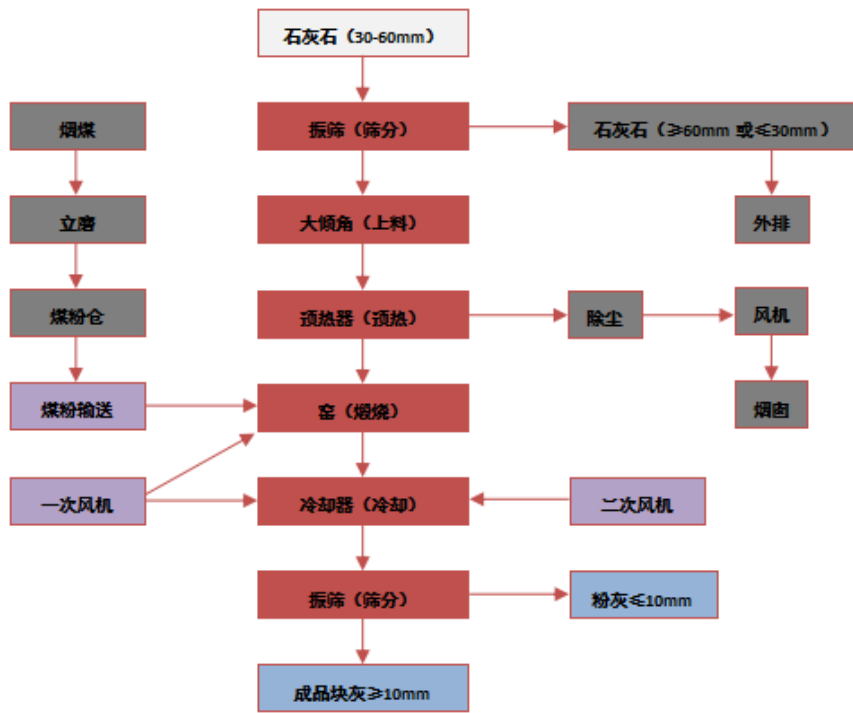 石灰石（30-60mm）
烟煤
振筛（筛分）
石灰石（≥60mm 或≤30mm）
立磨
大倾角（上料）
外排
煤粉仓
预热器（预热）
除尘
风机
煤粉输送
窑（煅烧）
烟囱
一次风机
冷却器（冷却）
二次风机
振筛（筛分）
粉灰≤10mm
成品块灰≥10mm